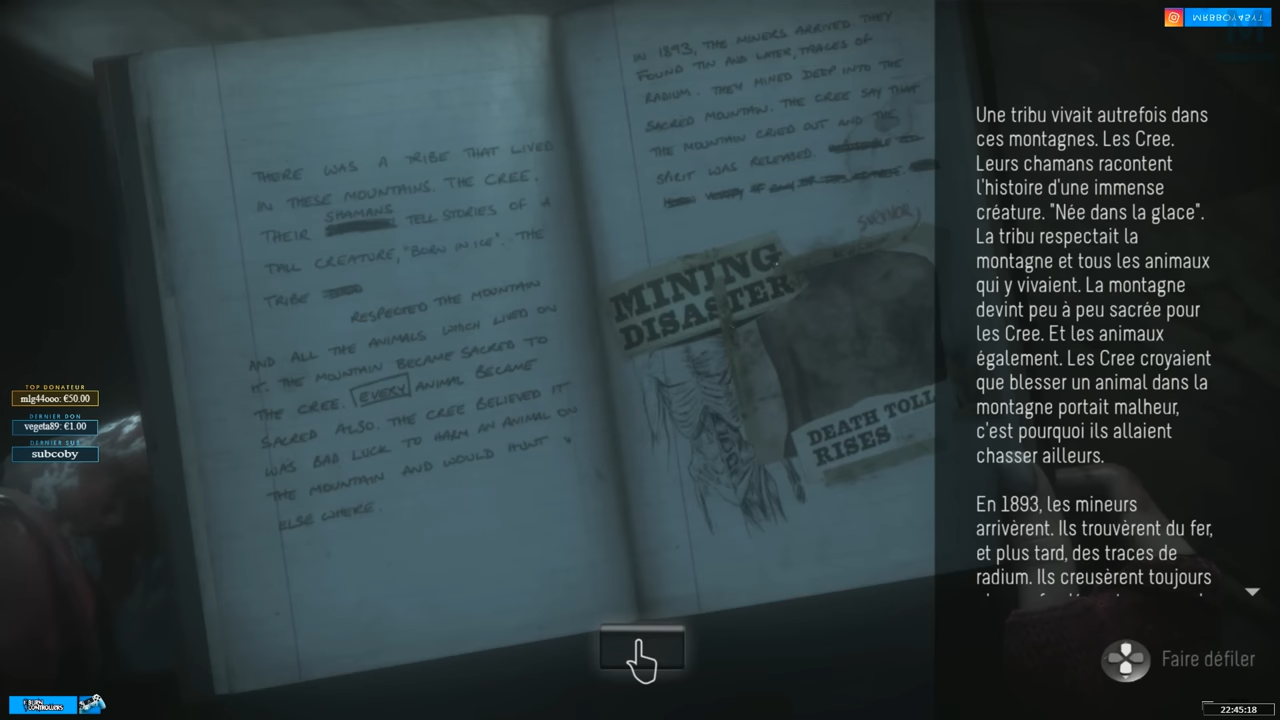 THERE WAS A TRIBE THAT LIVED
IN THESE MOUNTAINS. THE CREE.
SHAMANS
THEIR TELL STORIES OF A
TALL CREATURE, "BORN IN ICE". THE
TRIBE
RESPECTED THE MOUNTAIN
AND ALL THE ANIMALS WHICH LIVED ON
IT. THE MOUNTAIN BECAME SACRED TO
THE CREE. EVERY ANIMAL BECAME
SACRED ALSO. THE CREE BELIEVED IT
WAS BAD LUCK TO HARM AN ANIMAL ON
THE MOUNTAIN AND WOULD HUNT
ELSE WHERE.
IN 1893, THE MINERS ARRIVED. THEY
FOUND TIN AND LATER, TRACES OF
RADIUM. THEY MINED DEEP INTO THE
SACRED MOUNTAIN. THE CREE SAY THAT
THE MOUNTAIN CRIED OUT AND THE
SPIRIT WAS RELEASED.
SURVIVOR
MINING
DISASTER
DEATH TOLL
RISES
Une tribu vivait autrefois dans
ces montagnes. Les Cree.
Leurs chamans racontent
l'histoire d'une immense
créature. "Née dans la glace".
La tribu respectait la
montagne et tous les animaux
qui y vivaient. La montagne
devint peu à peu sacrée pour
les Cree. Et les animaux
également. Les Cree croyaient
que blesser un animal dans la
montagne portait malheur,
c'est pourquoi ils allaient
chasser ailleurs.
En 1893, les mineurs
arrivèrent. Ils trouvèrent du fer,
et plus tard, des traces de
radium. Ils creusèrent toujours
Faire défiler
TOP DONATEUR
mlg44ooo: €50.00
DERNIER DON
vegeta89: €1.00
DERNIER SUB
subcoby
BURN
CONTROLLERS
22:45:18